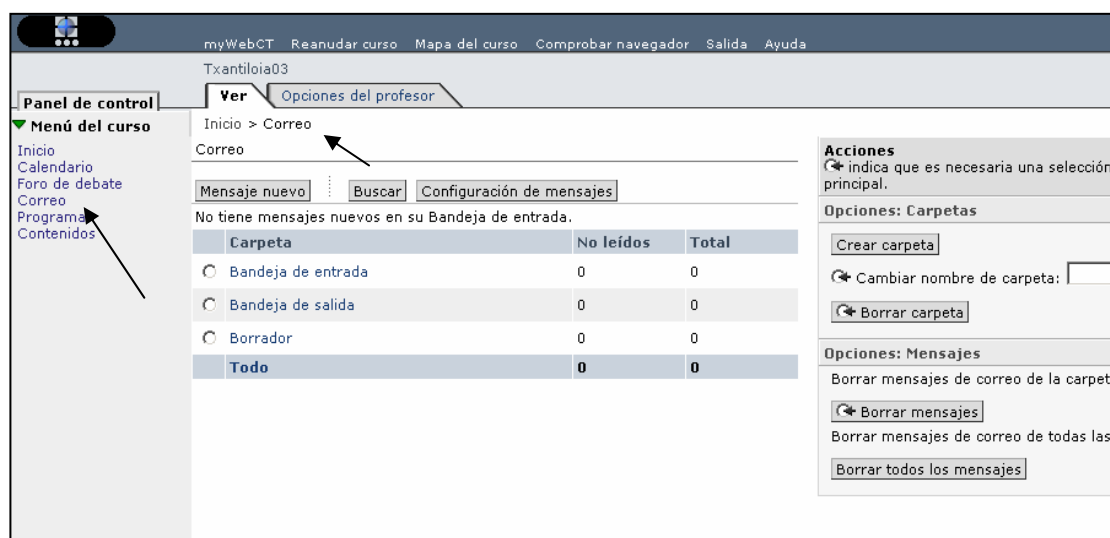 myWebCT Reanudar curso Mapa del curso Comprobar navegador Salida Ayuda
Txantiloia03
Panel de control
Ver Opciones del profesor
Menú del curso
Inicio > Correo
Inicio
Calendario
Foro de debate
Correo
Programa
Contenidos
Correo
Mensaje nuevo Buscar Configuración de mensajes
No tiene mensajes nuevos en su Bandeja de entrada.
Carpeta No leídos Total
Bandeja de entrada 0 0
Bandeja de salida 0 0
Borrador 0 0
Todo 0 0
Acciones
indica que es necesaria una selección
principal.
Opciones: Carpetas
Crear carpeta
Cambiar nombre de carpeta:
Borrar carpeta
Opciones: Mensajes
Borrar mensajes de correo de la carpet
Borrar mensajes
Borrar mensajes de correo de todas las
Borrar todos los mensajes